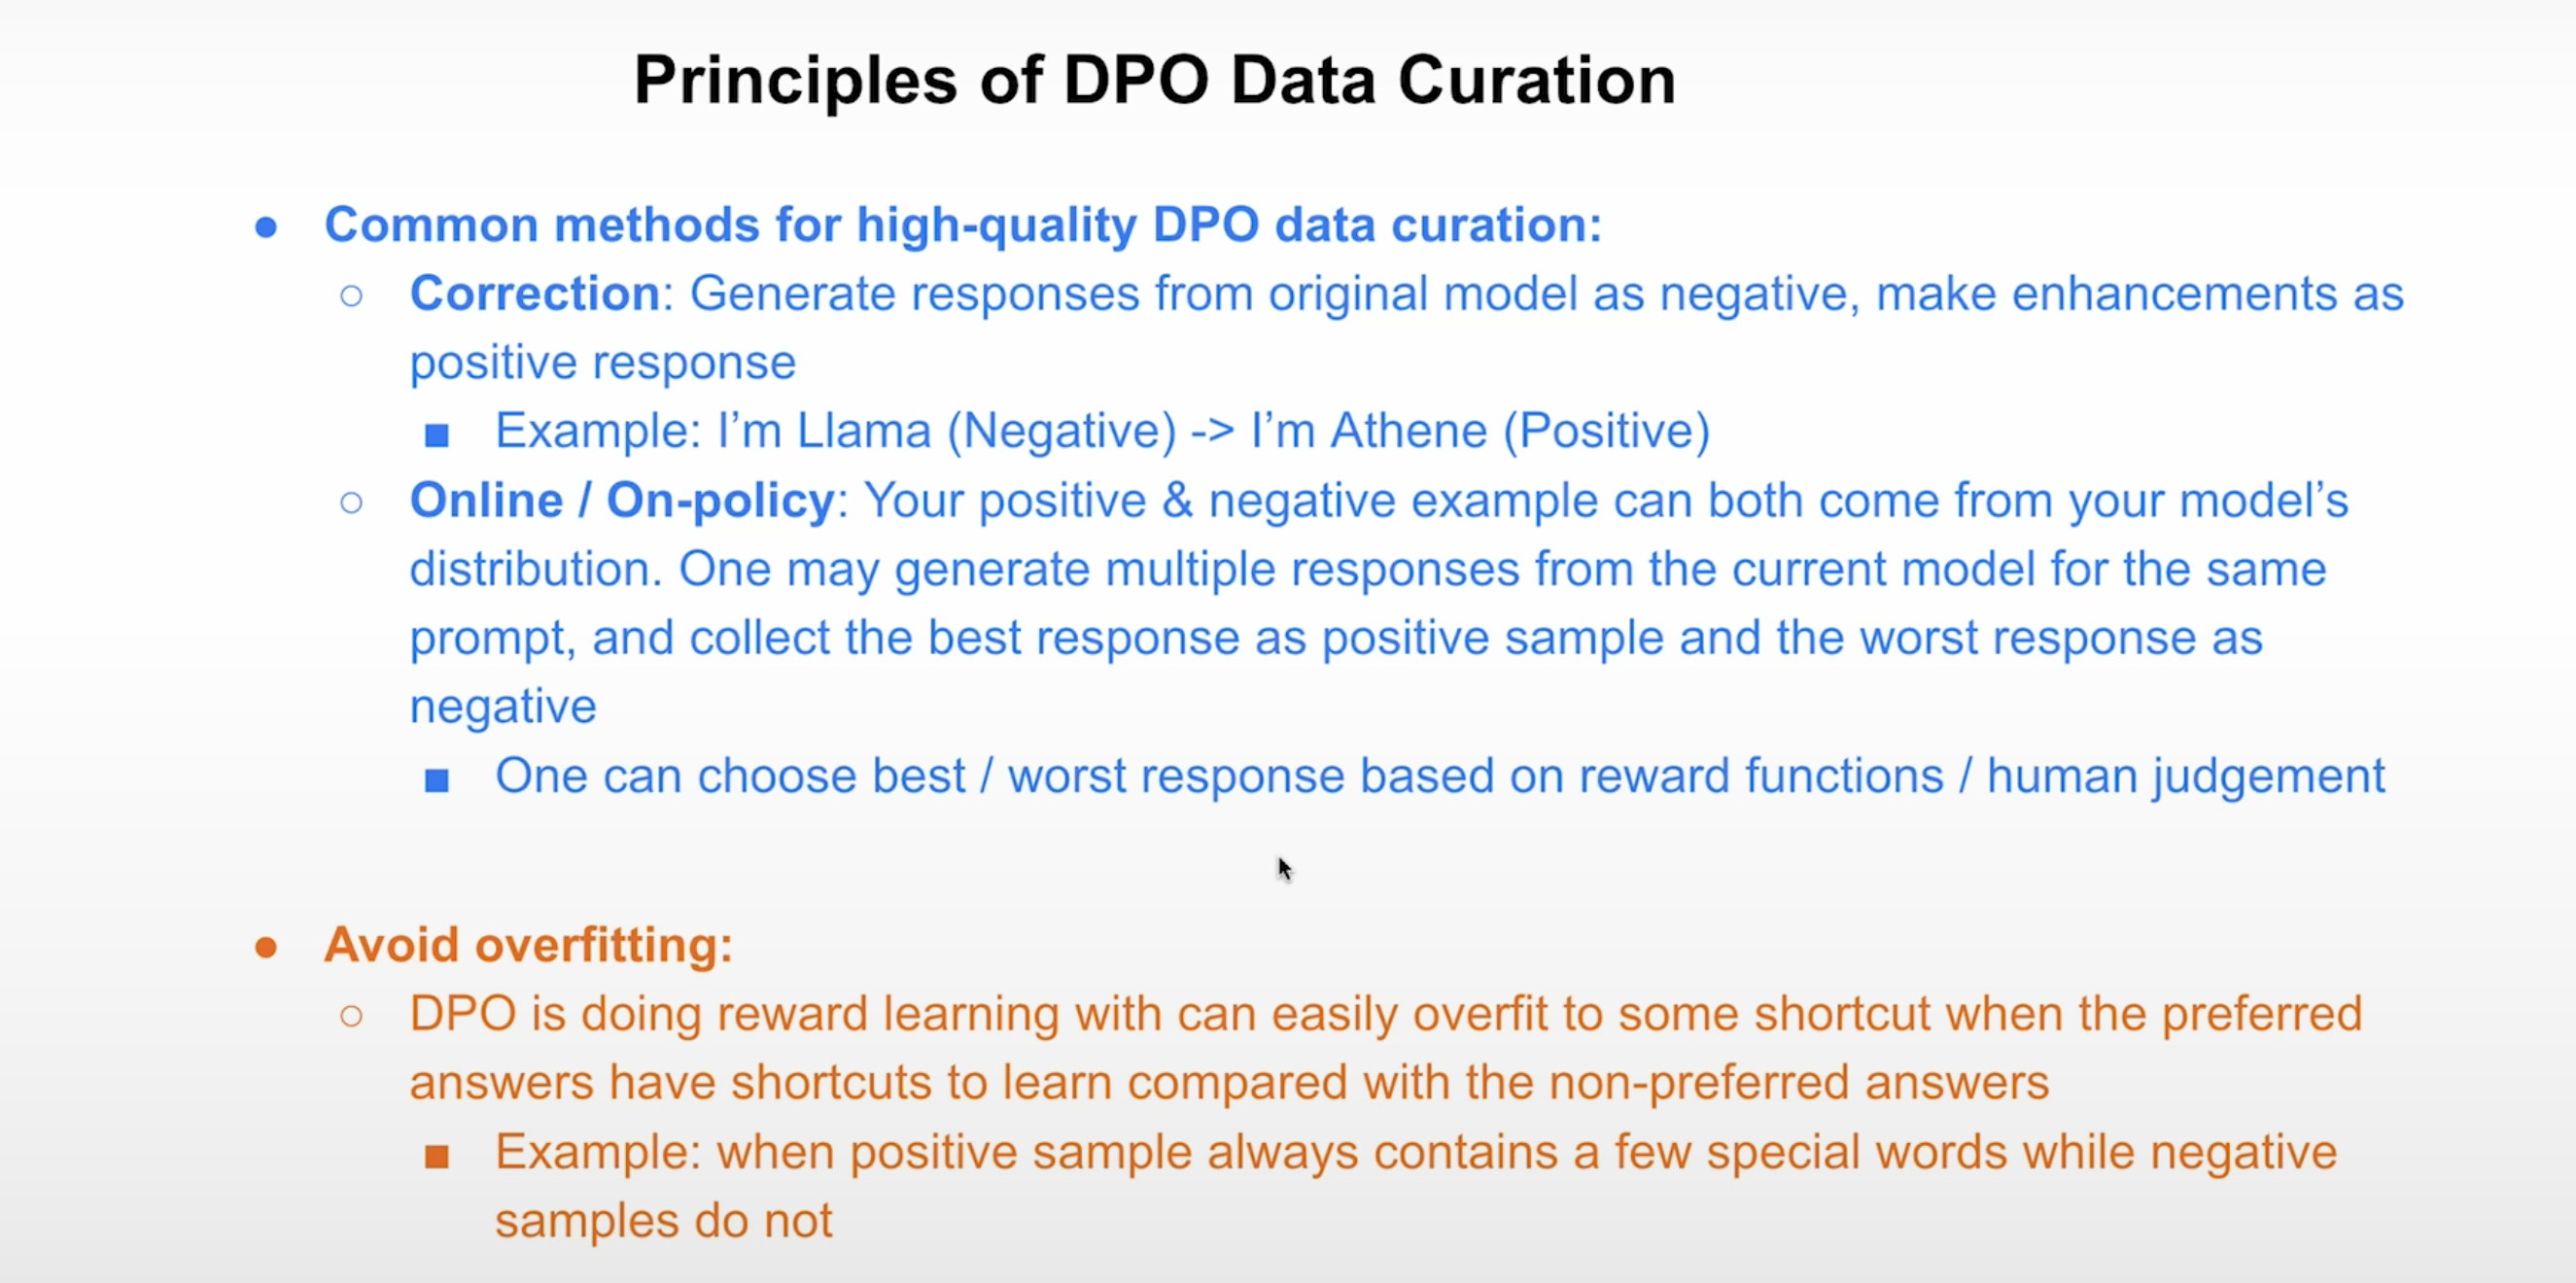 Principles of DPO Data Curation
● Common methods for high-quality DPO data curation:
○ Correction: Generate responses from original model as negative, make enhancements as
positive response
■ Example: I’m Llama (Negative) -> I’m Athene (Positive)
○ Online / On-policy: Your positive & negative example can both come from your model’s
distribution. One may generate multiple responses from the current model for the same
prompt, and collect the best response as positive sample and the worst response as
negative
■ One can choose best / worst response based on reward functions / human judgement
● Avoid overfitting:
○ DPO is doing reward learning with can easily overfit to some shortcut when the preferred
answers have shortcuts to learn compared with the non-preferred answers
■ Example: when positive sample always contains a few special words while negative
samples do not